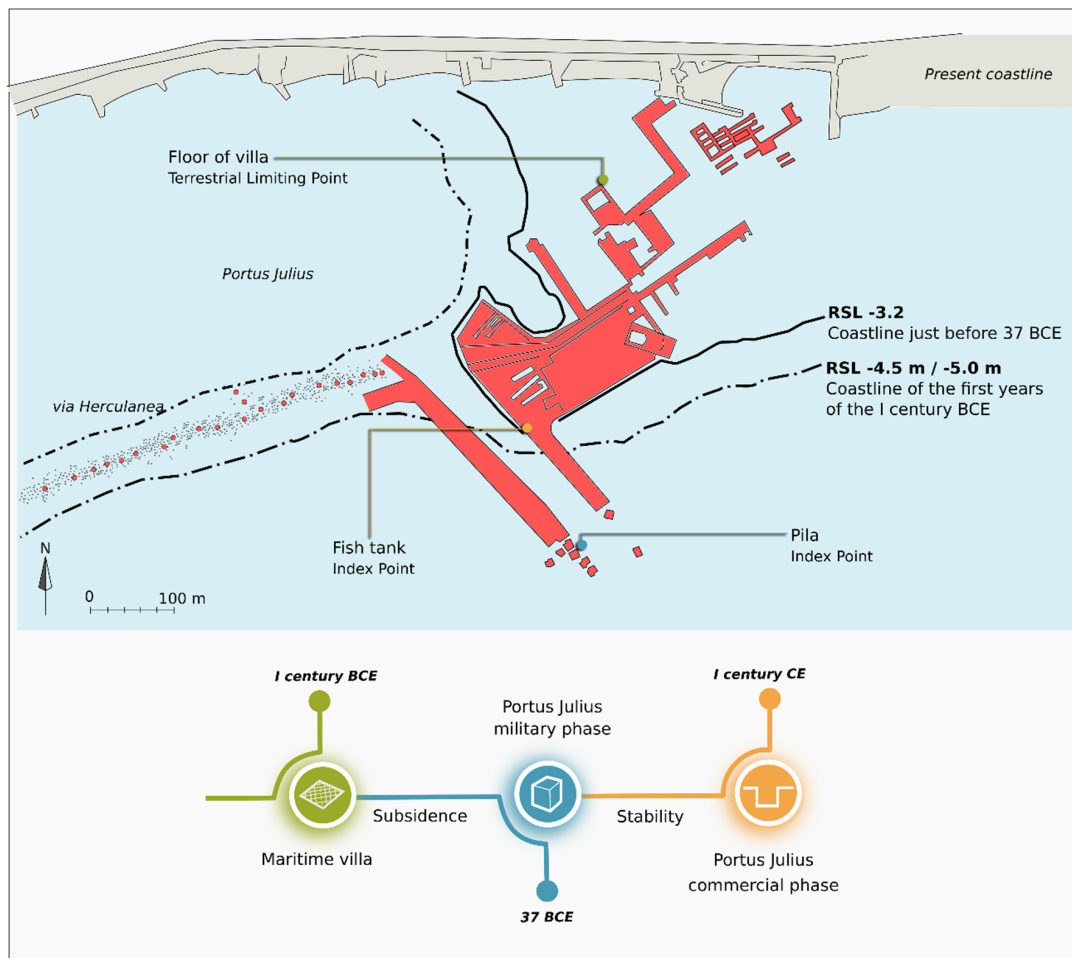 Present coastline
Floor of villa
Terrestrial Limiting Point
Portus Julius
RSL -3.2
Coastline just before 37 BCE
RSL -4.5 m / -5.0 m
Coastline of the first years
of the I century BCE
via Herculanea
Fish tank
Index Point
Pila
Index Point
N
0 100 m
I century BCE
I century CE
Portus Julius
military phase
Subsidence
Stability
Maritime villa
Portus Julius
commercial phase
37 BCE